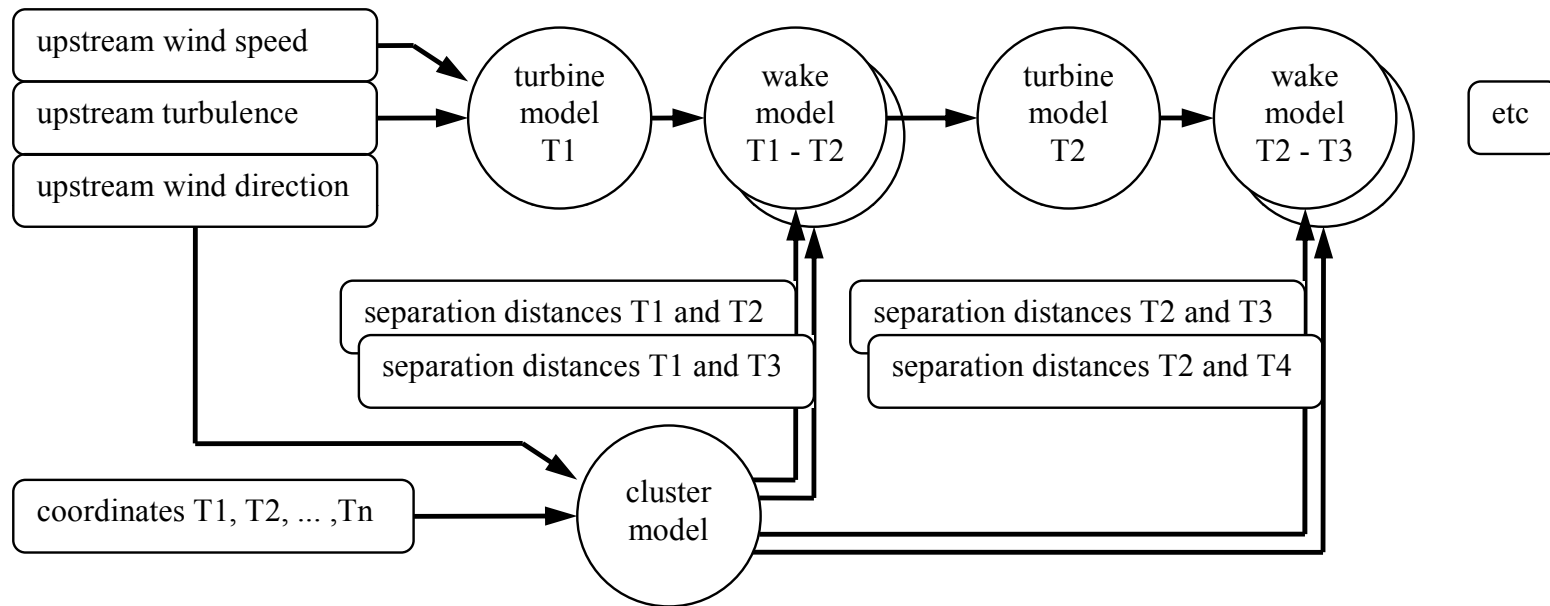 upstream wind speed
upstream turbulence
upstream wind direction
turbine
model
T1
wake
model
T1 - T2
turbine
model
T2
wake
model
T2 - T3
etc
separation distances T1 and T2
separation distances T1 and T3
separation distances T2 and T3
separation distances T2 and T4
coordinates T1, T2, ... ,Tn
cluster
model